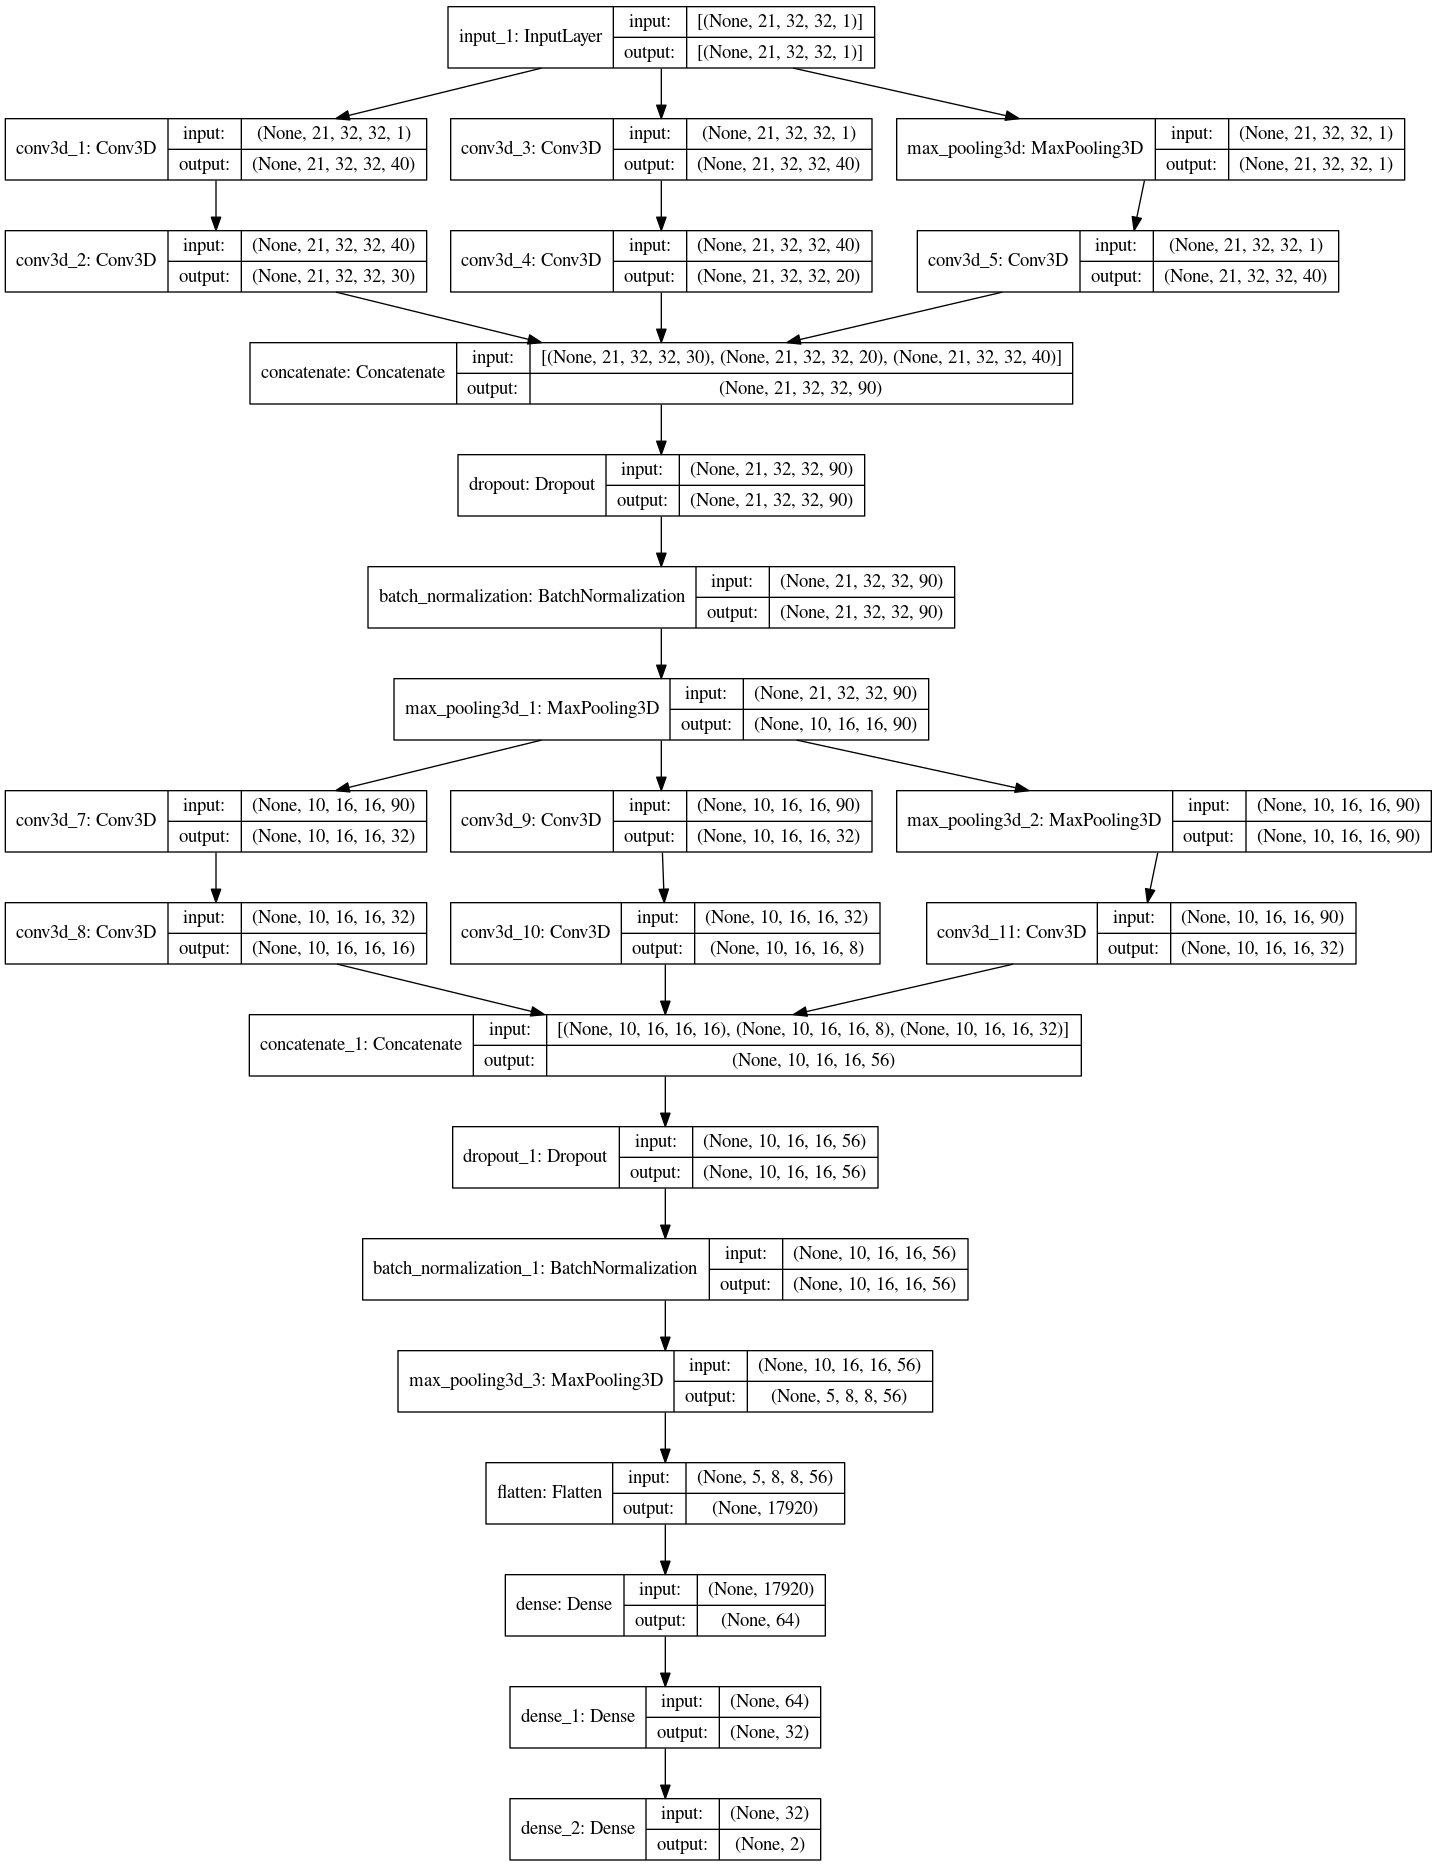 input_1: InputLayer
input: [(None, 21, 32, 32, 1)]
output: [(None, 21, 32, 32, 1)]
conv3d_1: Conv3D
input: (None, 21, 32, 32, 1)
output: (None, 21, 32, 32, 40)
conv3d_3: Conv3D
input: (None, 21, 32, 32, 1)
output: (None, 21, 32, 32, 40)
max_pooling3d: MaxPooling3D
input: (None, 21, 32, 32, 1)
output: (None, 21, 32, 32, 1)
conv3d_2: Conv3D
input: (None, 21, 32, 32, 40)
output: (None, 21, 32, 32, 30)
conv3d_4: Conv3D
input: (None, 21, 32, 32, 40)
output: (None, 21, 32, 32, 20)
conv3d_5: Conv3D
input: (None, 21, 32, 32, 1)
output: (None, 21, 32, 32, 40)
concatenate: Concatenate
input: [(None, 21, 32, 32, 30), (None, 21, 32, 32, 20), (None, 21, 32, 32, 40)]
output: (None, 21, 32, 32, 90)
dropout: Dropout
input: (None, 21, 32, 32, 90)
output: (None, 21, 32, 32, 90)
batch_normalization: BatchNormalization
input: (None, 21, 32, 32, 90)
output: (None, 21, 32, 32, 90)
max_pooling3d_1: MaxPooling3D
input: (None, 21, 32, 32, 90)
output: (None, 10, 16, 16, 90)
conv3d_7: Conv3D
input: (None, 10, 16, 16, 90)
output: (None, 10, 16, 16, 32)
conv3d_9: Conv3D
input: (None, 10, 16, 16, 90)
output: (None, 10, 16, 16, 32)
max_pooling3d_2: MaxPooling3D
input: (None, 10, 16, 16, 90)
output: (None, 10, 16, 16, 90)
conv3d_8: Conv3D
input: (None, 10, 16, 16, 32)
output: (None, 10, 16, 16, 16)
conv3d_10: Conv3D
input: (None, 10, 16, 16, 32)
output: (None, 10, 16, 16, 8)
conv3d_11: Conv3D
input: (None, 10, 16, 16, 90)
output: (None, 10, 16, 16, 32)
concatenate_1: Concatenate
input: [(None, 10, 16, 16, 16), (None, 10, 16, 16, 8), (None, 10, 16, 16, 32)]
output: (None, 10, 16, 16, 56)
dropout_1: Dropout
input: (None, 10, 16, 16, 56)
output: (None, 10, 16, 16, 56)
batch_normalization_1: BatchNormalization
input: (None, 10, 16, 16, 56)
output: (None, 10, 16, 16, 56)
max_pooling3d_3: MaxPooling3D
input: (None, 10, 16, 16, 56)
output: (None, 5, 8, 8, 56)
flatten: Flatten
input: (None, 5, 8, 8, 56)
output: (None, 17920)
dense: Dense
input: (None, 17920)
output: (None, 64)
dense_1: Dense
input: (None, 64)
output: (None, 32)
dense_2: Dense
input: (None, 32)
output: (None, 2)